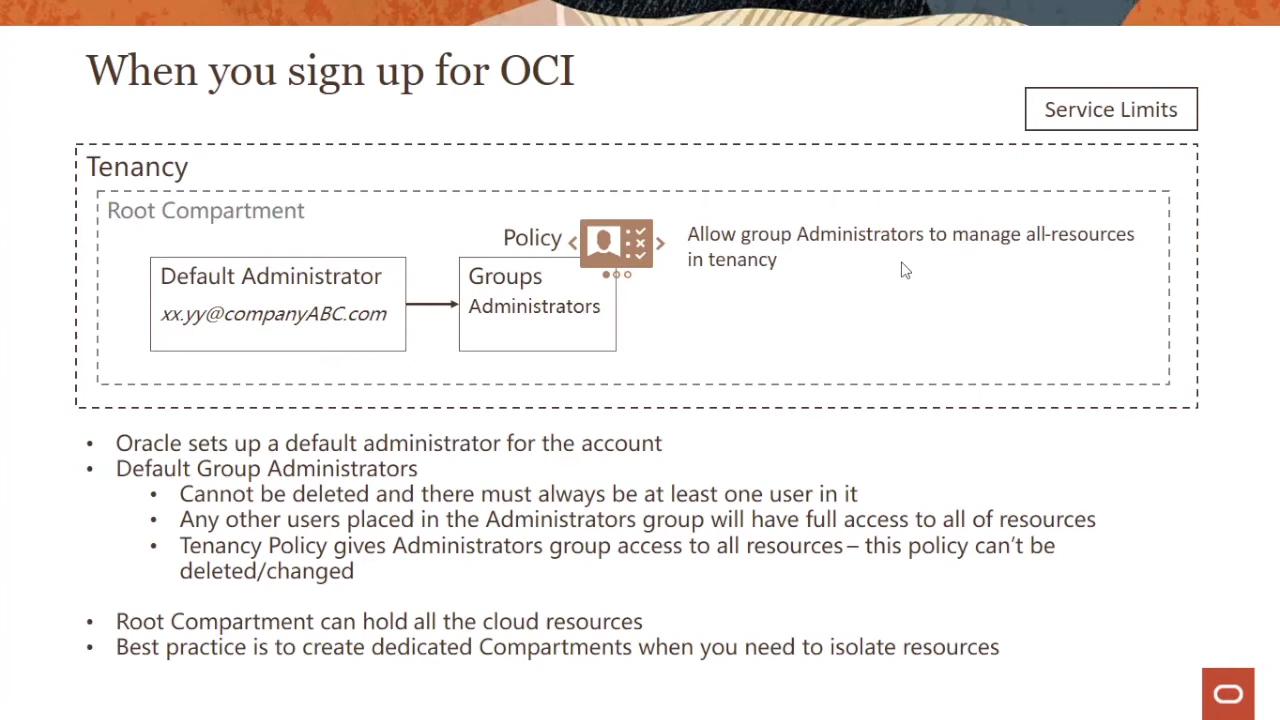 When you sign up for OCI
Service Limits
Tenancy
Root Compartment
Policy
Allow group Administrators to manage all-resources
in tenancy
Default Administrator
xx.yy@companyABC.com
Groups
Administrators
• Oracle sets up a default administrator for the account
• Default Group Administrators
• Cannot be deleted and there must always be at least one user in it
• Any other users placed in the Administrators group will have full access to all of resources
• Tenancy Policy gives Administrators group access to all resources – this policy can't be
deleted/changed
• Root Compartment can hold all the cloud resources
• Best practice is to create dedicated Compartments when you need to isolate resources